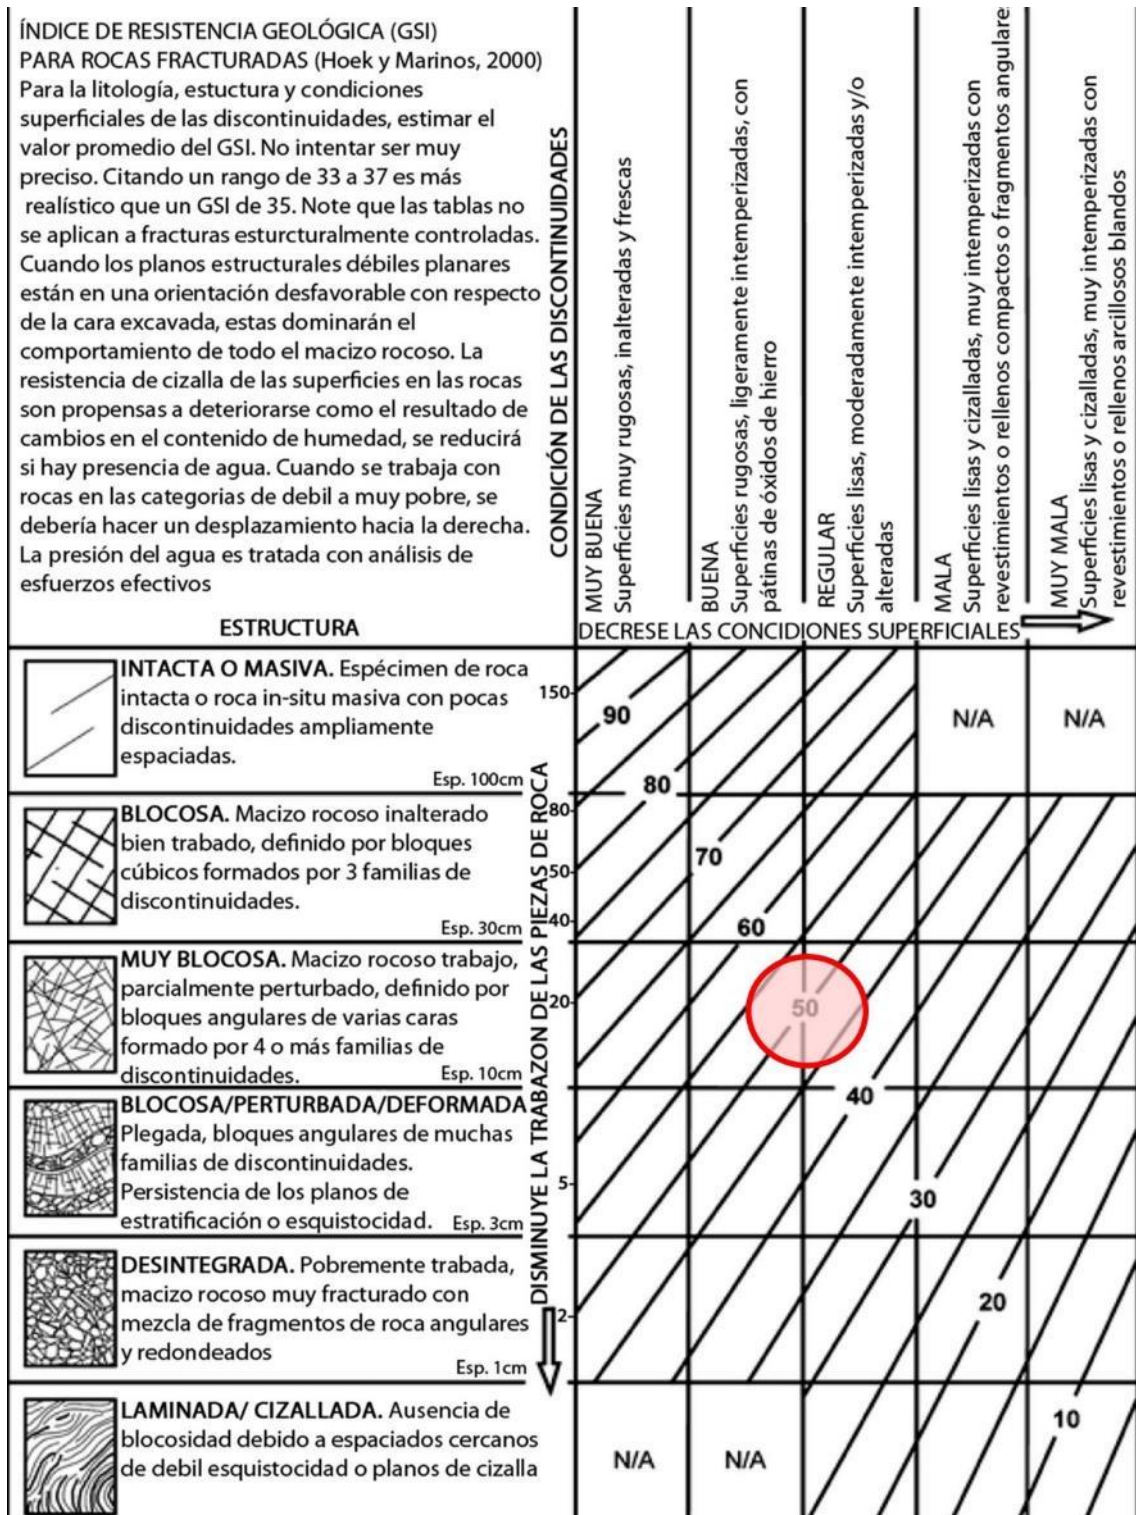 ÍNDICE DE RESISTENCIA GEOLÓGICA (GSI)
PARA ROCAS FRACTURADAS (Hoek y Marinos, 2000)
Para la litología, estuctura y condiciones
superficiales de las discontinuidades, estimar el
valor promedio del GSI. No intentar ser muy
preciso. Citando un rango de 33 a 37 es más
realístico que un GSI de 35. Note que las tablas no
se aplican a fracturas esturcturalmente controladas.
Cuando los planos estructurales débiles planares
están en una orientación desfavorable con respecto
de la cara excavada, estas dominarán el
comportamiento de todo el macizo rocoso. La
resistencia de cizalla de las superficies en las rocas
son propensas a deteriorarse como el resultado de
cambios en el contenido de humedad, se reducirá
si hay presencia de agua. Cuando se trabaja con
rocas en las categorias de debil a muy pobre, se
debería hacer un desplazamiento hacia la derecha.
La presión del agua es tratada con análisis de
esfuerzos efectivos
ESTRUCTURA
CONDICIÓN DE LAS DISCONTINUIDADES
MUY BUENA
Superficies muy rugosas, inalteradas y frescas
BUENA
Superficies rugosas, ligeramente intemperizadas, con
pátinas de óxidos de hierro
REGULAR
Superficies lisas, moderadamente intemperizadas y/o
alteradas
MALA
Superficies lisas y cizalladas, muy intemperizadas con
revestimientos o rellenos compactos o fragmentos angulares
MUY MALA
Superficies lisas y cizalladas, muy intemperizadas con
revestimientos o rellenos arcillosos blandos
DECRESE LAS CONCIDIONES SUPERFICIALES
INTACTA O MASIVA. Espécimen de roca
intacta o roca in-situ masiva con pocas
discontinuidades ampliamente
espaciadas.
Esp. 100cm
BLOCOSA. Macizo rocoso inalterado
bien trabado, definido por bloques
cúbicos formados por 3 familias de
discontinuidades.
Esp. 30cm
MUY BLOCOSA. Macizo rocoso trabajo,
parcialmente perturbado, definido por
bloques angulares de varias caras
formado por 4 o más familias de
discontinuidades.
Esp. 10cm
BLOCOSA/PERTURBADA/DEFORMADA
Plegada, bloques angulares de muchas
familias de discontinuidades.
Persistencia de los planos de
estratificación o esquistocidad.
Esp. 3cm
DESINTEGRADA. Pobremente trabada,
macizo rocoso muy fracturado con
mezcla de fragmentos de roca angulares
y redondeados
Esp. 1cm
LAMINADA/ CIZALLADA. Ausencia de
blocosidad debido a espaciados cercanos
de debil esquistocidad o planos de cizalla
DISMINUYE LA TRABAZON DE LAS PIEZAS DE ROCA
150
80
50
40
20
5
2
90
N/A
N/A
80
70
60
50
40
30
20
10
N/A
N/A